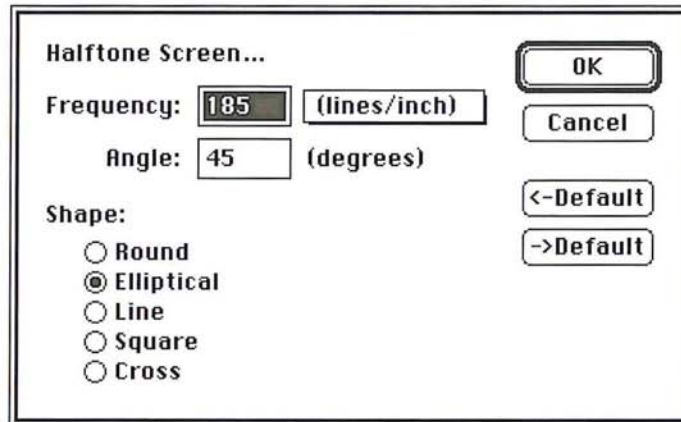 Halftone Screen...
Frequency: 185 (lines/inch)
Angle: 45 (degrees)
Shape:
Round
Elliptical
Line
Square
Cross
OK
Cancel
<-Default
->Default